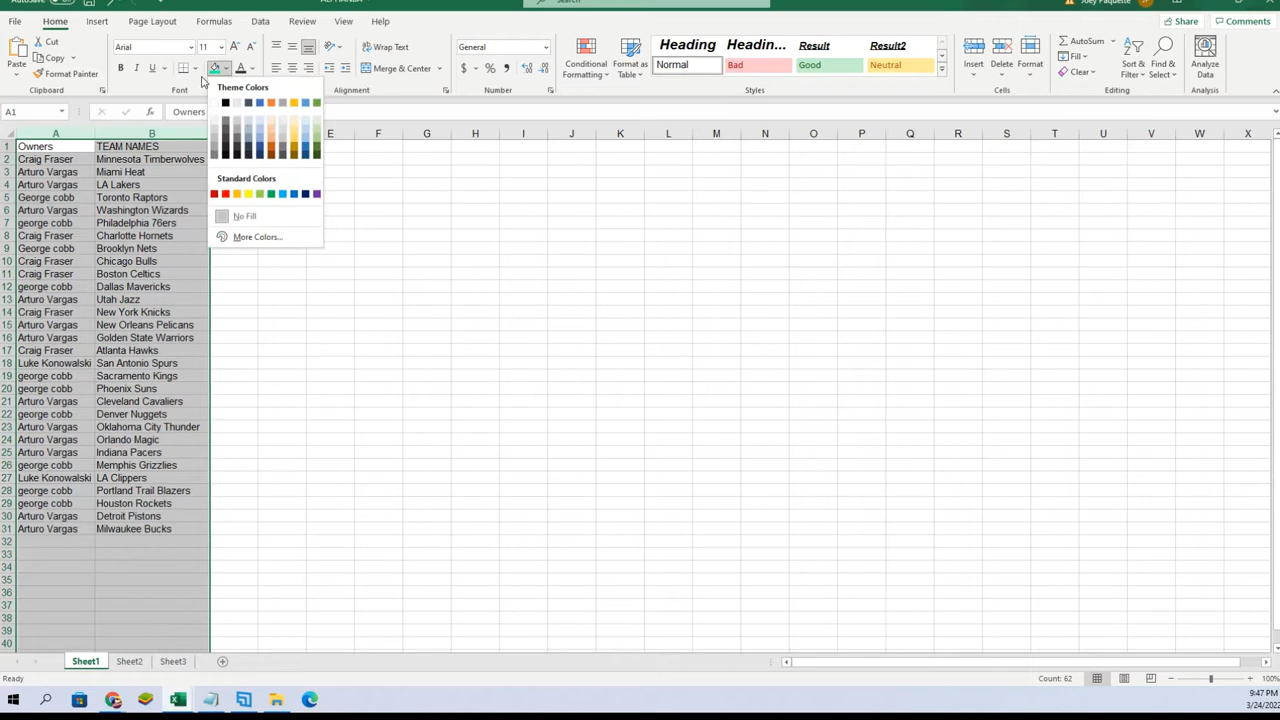 Search
Joey Paquette
File Home Insert Page Layout Formulas Data Review View Help Share Comments
Paste Cut Copy Format Painter Clipboard
Arial 11 B I U A Font
Wrap Text Merge & Center Alignment
General $ % Number
Conditional Formatting Format as Table
Heading Heading... Result Result2
Normal Bad Good Neutral
Styles
Insert Delete Format Cells
AutoSum Fill Clear Sort & Filter Find & Select Editing
Analyze Data Analysis
A1 fx Owners
Theme Colors
Standard Colors
No Fill
More Colors...
A B E F G H I J K L M N O P Q R S T U V W X
1 Owners TEAM NAMES
2 Craig Fraser Minnesota Timberwolves
3 Arturo Vargas Miami Heat
4 Arturo Vargas LA Lakers
5 George cobb Toronto Raptors
6 Arturo Vargas Washington Wizards
7 george cobb Philadelphia 76ers
8 Craig Fraser Charlotte Hornets
9 George cobb Brooklyn Nets
10 Craig Fraser Chicago Bulls
11 Craig Fraser Boston Celtics
12 george cobb Dallas Mavericks
13 Arturo Vargas Utah Jazz
14 Craig Fraser New York Knicks
15 Arturo Vargas New Orleans Pelicans
16 Arturo Vargas Golden State Warriors
17 Craig Fraser Atlanta Hawks
18 Luke Konowalski San Antonio Spurs
19 george cobb Sacramento Kings
20 george cobb Phoenix Suns
21 Arturo Vargas Cleveland Cavaliers
22 george cobb Denver Nuggets
23 Arturo Vargas Oklahoma City Thunder
24 Arturo Vargas Orlando Magic
25 Arturo Vargas Indiana Pacers
26 george cobb Memphis Grizzlies
27 Luke Konowalski LA Clippers
28 george cobb Portland Trail Blazers
29 george cobb Houston Rockets
30 Arturo Vargas Detroit Pistons
31 Arturo Vargas Milwaukee Bucks
32
33
34
35
36
37
38
39
40
Sheet1 Sheet2 Sheet3
Ready Count: 62 100%
9:47 PM